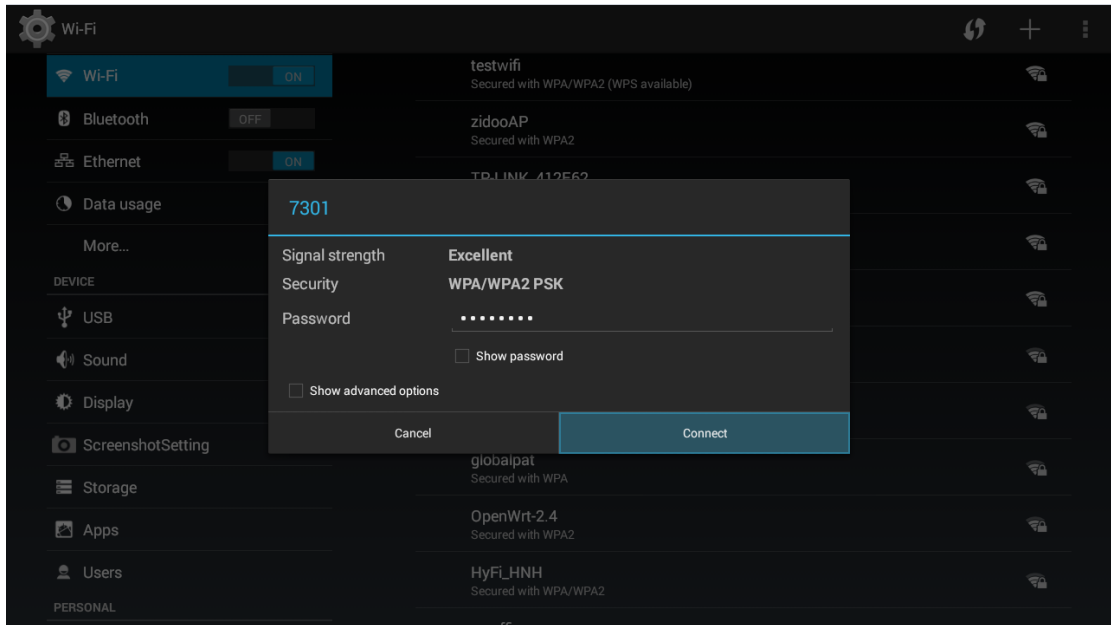 Wi-Fi
Wi-Fi ON
Bluetooth OFF
Ethernet ON
Data usage
More...
DEVICE
USB
Sound
Display
ScreenshotSetting
Storage
Apps
Users
PERSONAL
testwifi
Secured with WPA/WPA2 (WPS available)
zidooAP
Secured with WPA2
TP-LINK_412E62
7301
Signal strength Excellent
Security WPA/WPA2 PSK
Password ••••••••
Show password
Show advanced options
Cancel Connect
globalpat
Secured with WPA
OpenWrt-2.4
Secured with WPA2
HyFi_HNH
Secured with WPA/WPA2